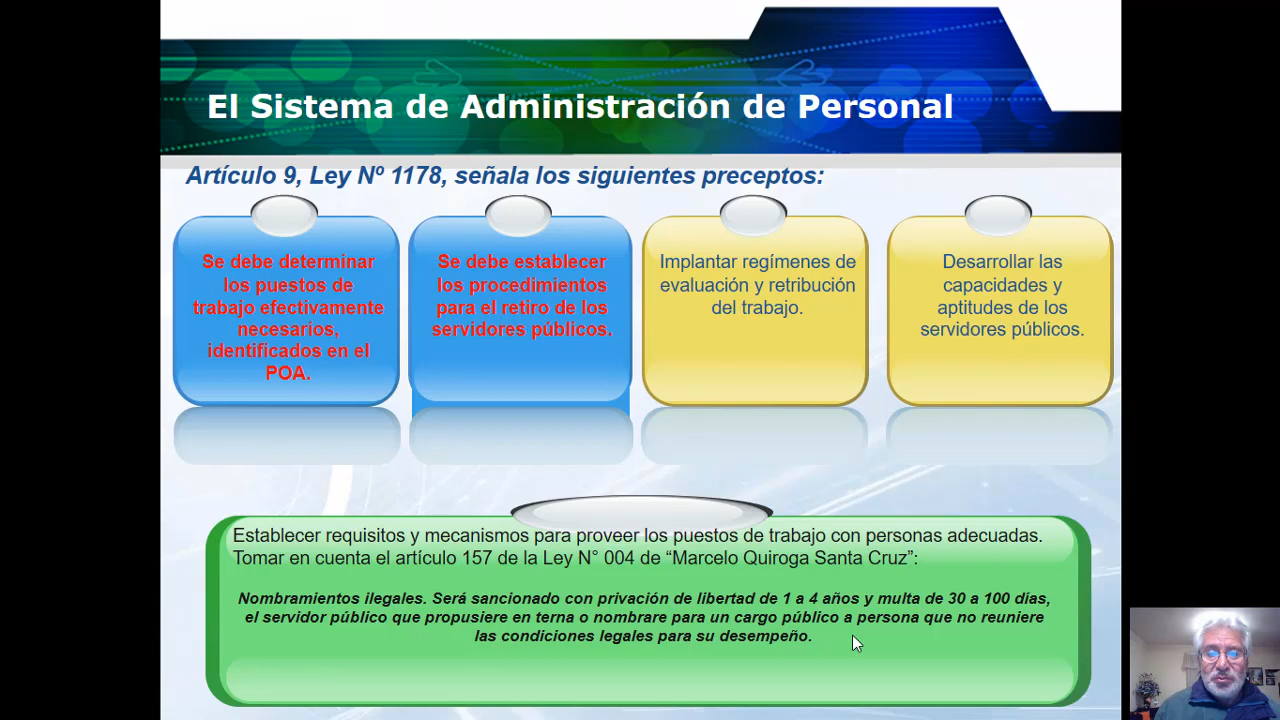 El Sistema de Administración de Personal
Artículo 9, Ley Nº 1178, señala los siguientes preceptos:
Se debe determinar
los puestos de
trabajo efectivamente
necesarios,
identificados en el
POA.
Se debe establecer
los procedimientos
para el retiro de los
servidores públicos.
Implantar regímenes de
evaluación y retribución
del trabajo.
Desarrollar las
capacidades y
aptitudes de los
servidores públicos.
Establecer requisitos y mecanismos para proveer los puestos de trabajo con personas adecuadas.
Tomar en cuenta el artículo 157 de la Ley N° 004 de “Marcelo Quiroga Santa Cruz”:
Nombramientos ilegales. Será sancionado con privación de libertad de 1 a 4 años y multa de 30 a 100 días,
el servidor público que propusiere en terna o nombrare para un cargo público a persona que no reuniere
las condiciones legales para su desempeño.